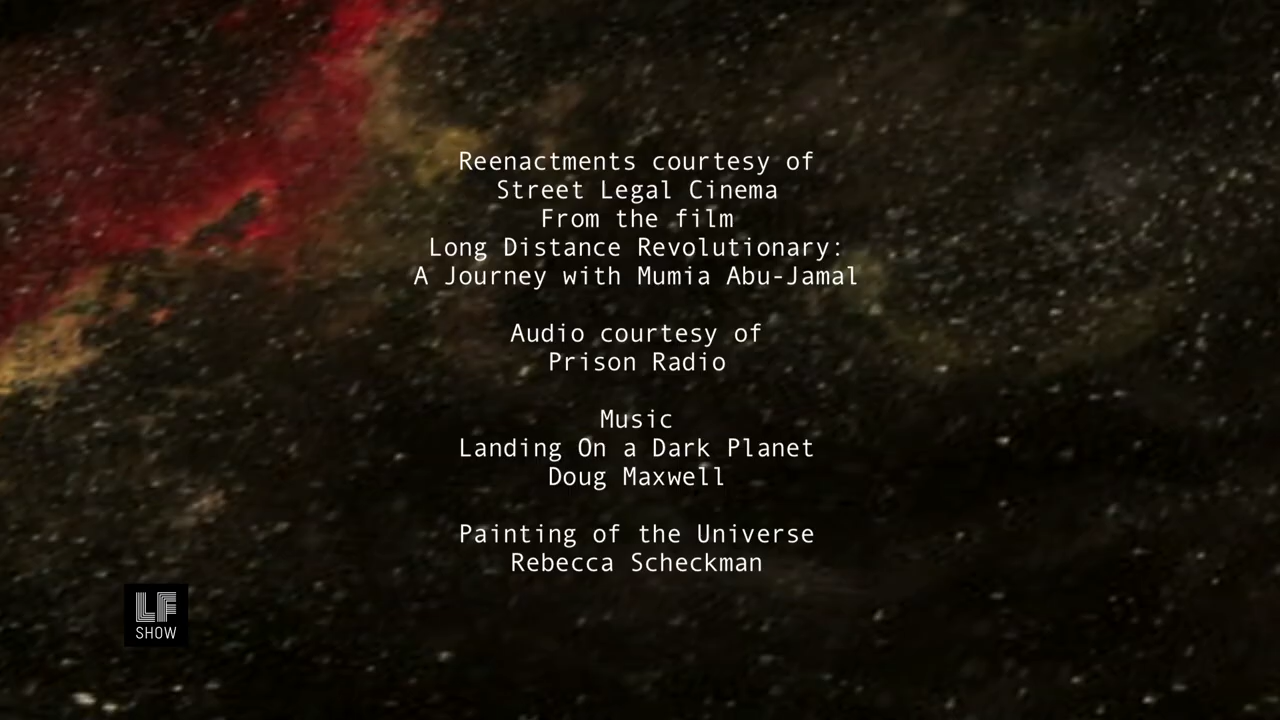 Reenactments courtesy of
Street Legal Cinema
From the film
Long Distance Revolutionary:
A Journey with Mumia Abu-Jamal
Audio courtesy of
Prison Radio
Music
Landing On a Dark Planet
Doug Maxwell
Painting of the Universe
Rebecca Scheckman
LF
SHOW